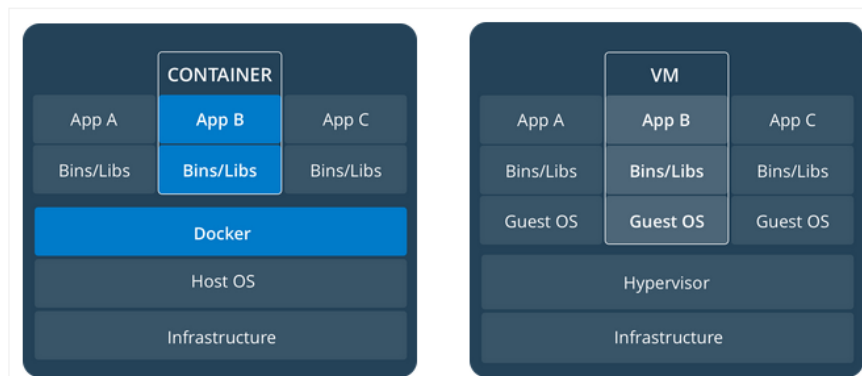 CONTAINER
App A App B App C
Bins/Libs Bins/Libs Bins/Libs
Docker
Host OS
Infrastructure
VM
App A App B App C
Bins/Libs Bins/Libs Bins/Libs
Guest OS Guest OS Guest OS
Hypervisor
Infrastructure